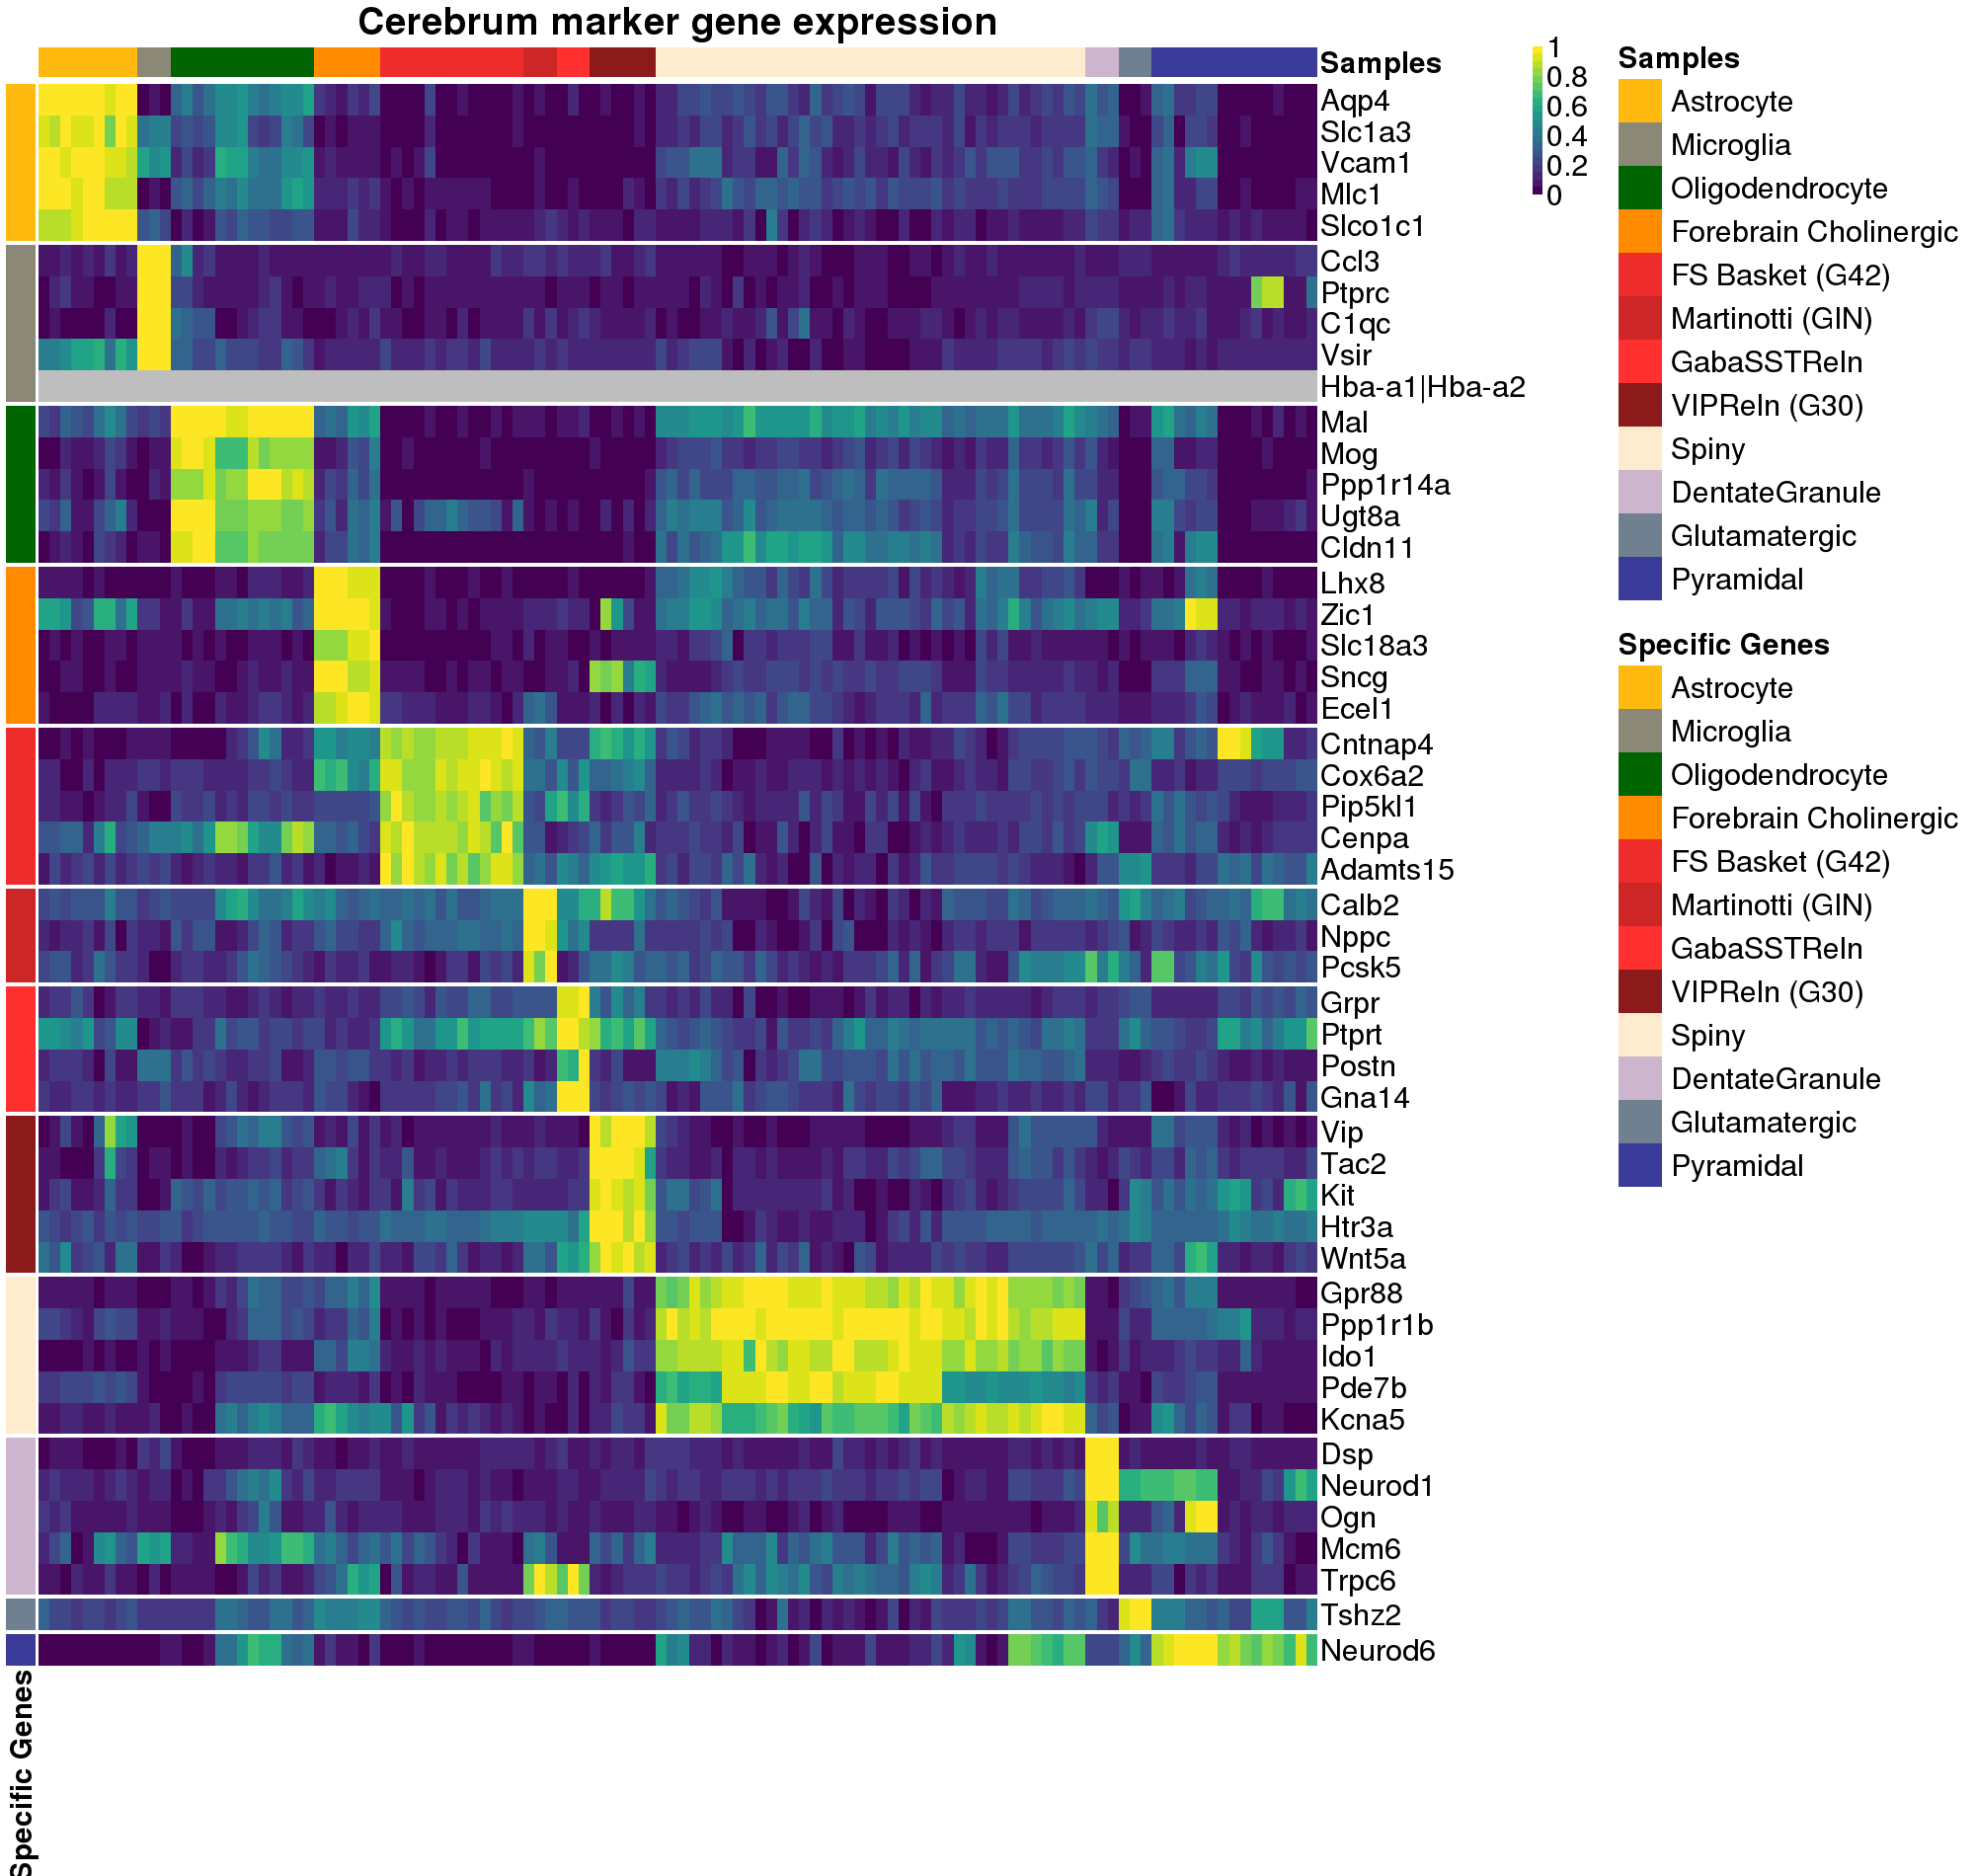 Cerebrum marker gene expression
Samples
Aqp4
Slc1a3
Vcam1
Mlc1
Slco1c1
Ccl3
Ptprc
C1qc
Vsir
Hba-a1|Hba-a2
Mal
Mog
Ppp1r14a
Ugt8a
Cldn11
Lhx8
Zic1
Slc18a3
Sncg
Ecel1
Cntnap4
Cox6a2
Pip5kl1
Cenpa
Adamts15
Calb2
Nppc
Pcsk5
Grpr
Ptprt
Postn
Gna14
Vip
Tac2
Kit
Htr3a
Wnt5a
Gpr88
Ppp1r1b
Ido1
Pde7b
Kcna5
Dsp
Neurod1
Ogn
Mcm6
Trpc6
Tshz2
Neurod6
Specific Genes
1
0.8
0.6
0.4
0.2
0
Samples
Astrocyte
Microglia
Oligodendrocyte
Forebrain Cholinergic
FS Basket (G42)
Martinotti (GIN)
GabaSSTReln
VIPReln (G30)
Spiny
DentateGranule
Glutamatergic
Pyramidal
Specific Genes
Astrocyte
Microglia
Oligodendrocyte
Forebrain Cholinergic
FS Basket (G42)
Martinotti (GIN)
GabaSSTReln
VIPReln (G30)
Spiny
DentateGranule
Glutamatergic
Pyramidal